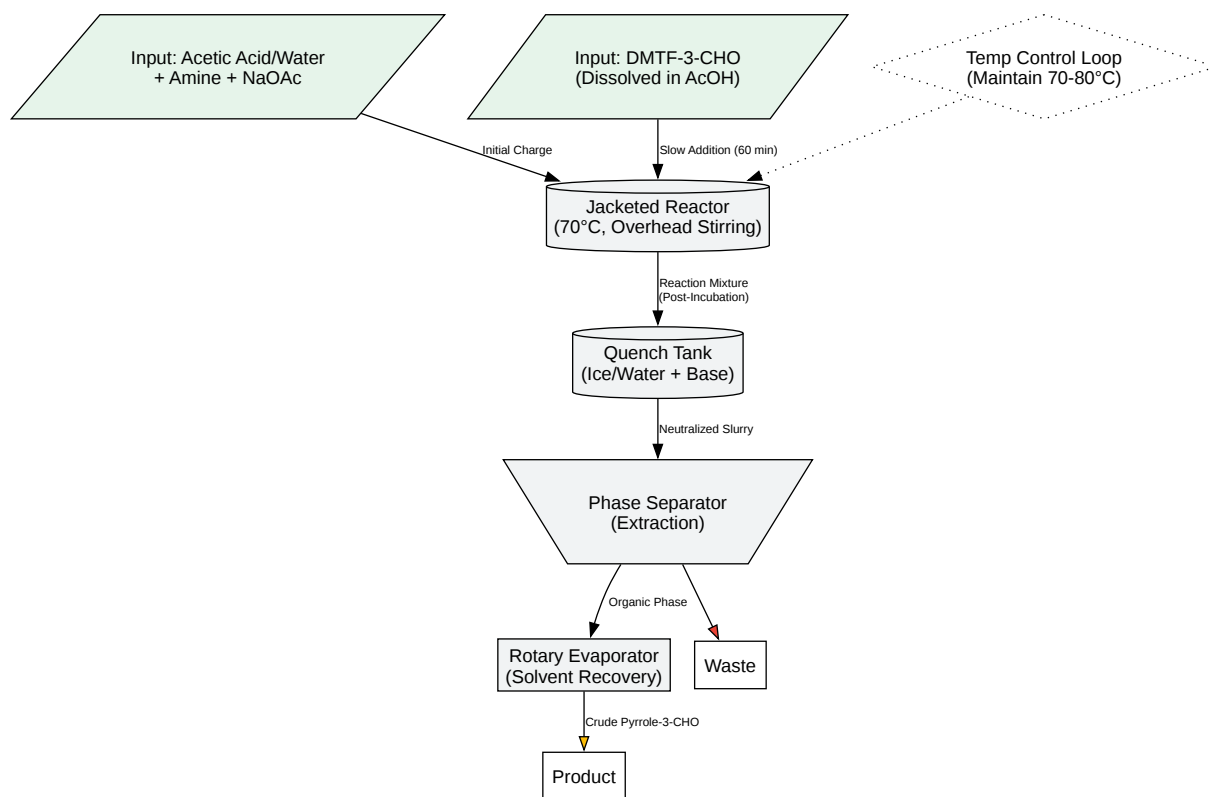 Input: Acetic Acid/Water
+ Amine + NaOAc
Input: DMTF-3-CHO
(Dissolved in AcOH)
Temp Control Loop
(Maintain 70-80°C)
Initial Charge
Slow Addition (60 min)
Jacketed Reactor
(70°C, Overhead Stirring)
Reaction Mixture
(Post-Incubation)
Quench Tank
(Ice/Water + Base)
Neutralized Slurry
Phase Separator
(Extraction)
Organic Phase
Rotary Evaporator
(Solvent Recovery)
Waste
Crude Pyrrole-3-CHO
Product